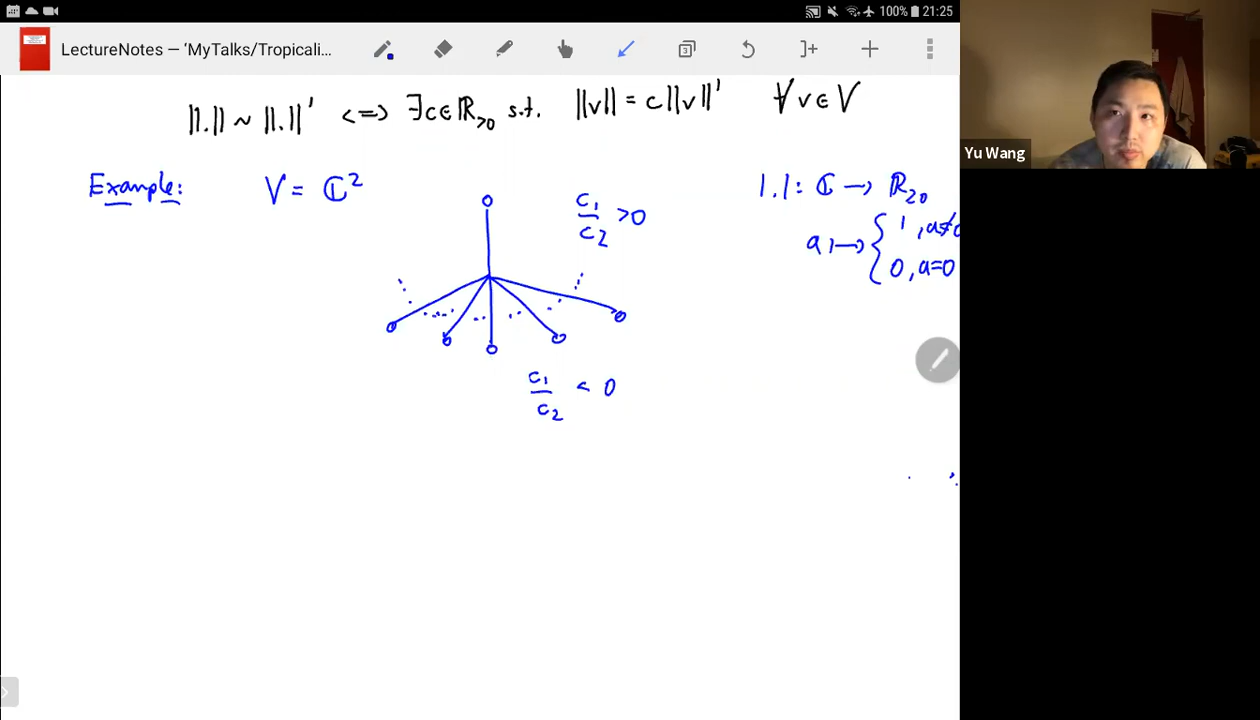 100% 21:25
LectureNotes — ‘MyTalks/Tropicali...
3
||.|| ~ ||.||' <=> ∃c∈ℝ>0 s.t. ||v|| = c||v||' ∀v∈V
Yu Wang
Example: V = ℂ²
c₁/c₂ >0
|.|: ℂ → ℝ≥0
a ↦ { 1, a≠0
0, a=0
c₁/c₂ < 0